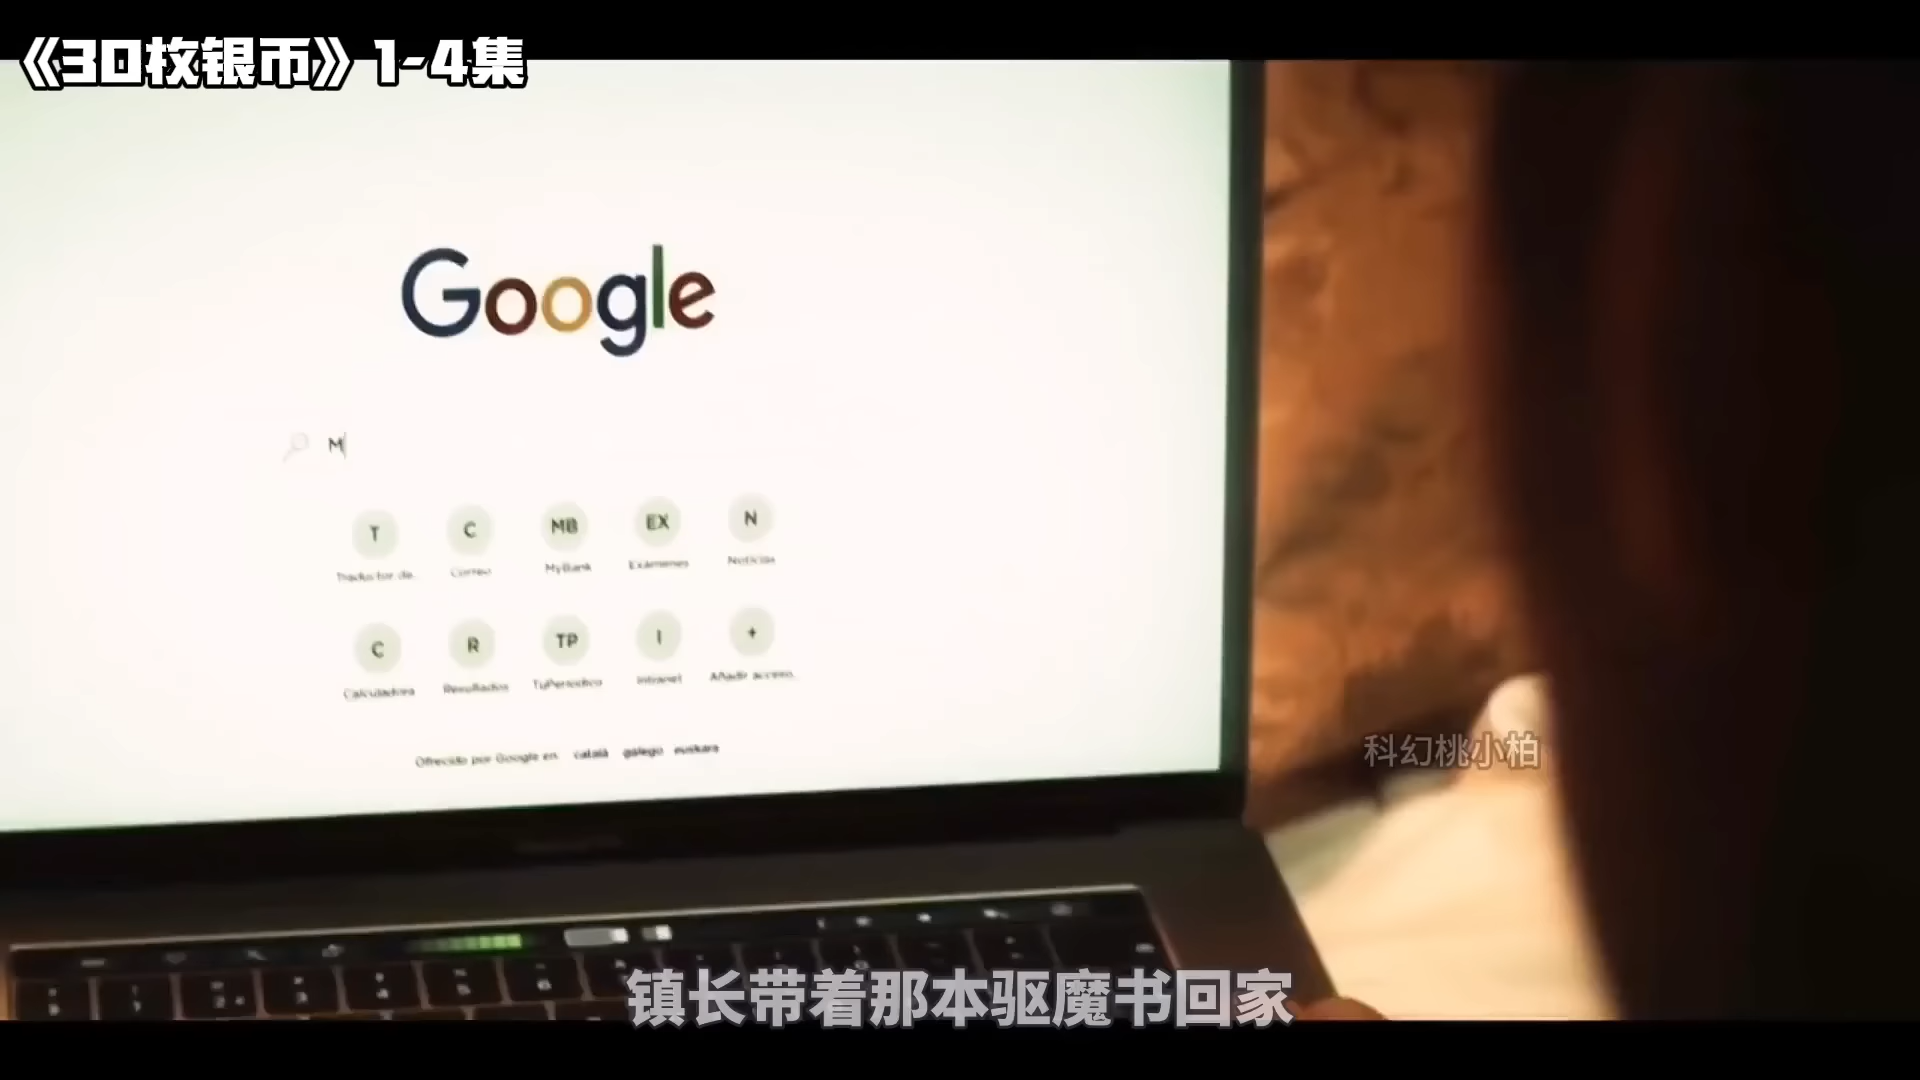 《30枚银币》1-4集
Google
M
T C MB EX N
Traductor de... Correo MyBank Exámenes Noticias
C R TP I +
Calculadora Resultados TuPeriodico Intranet Añadir acceso...
Ofrecido por Google en català galego euskara
科幻桃小柏
镇长带着那本驱魔书回家